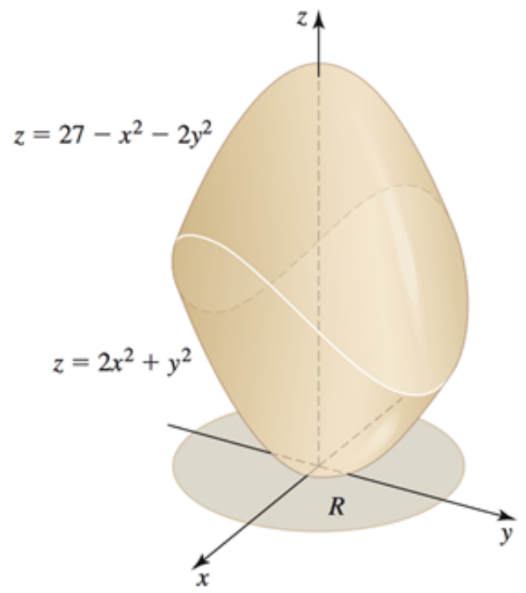 z
z = 27 − x² − 2y²
z = 2x² + y²
R
y
x